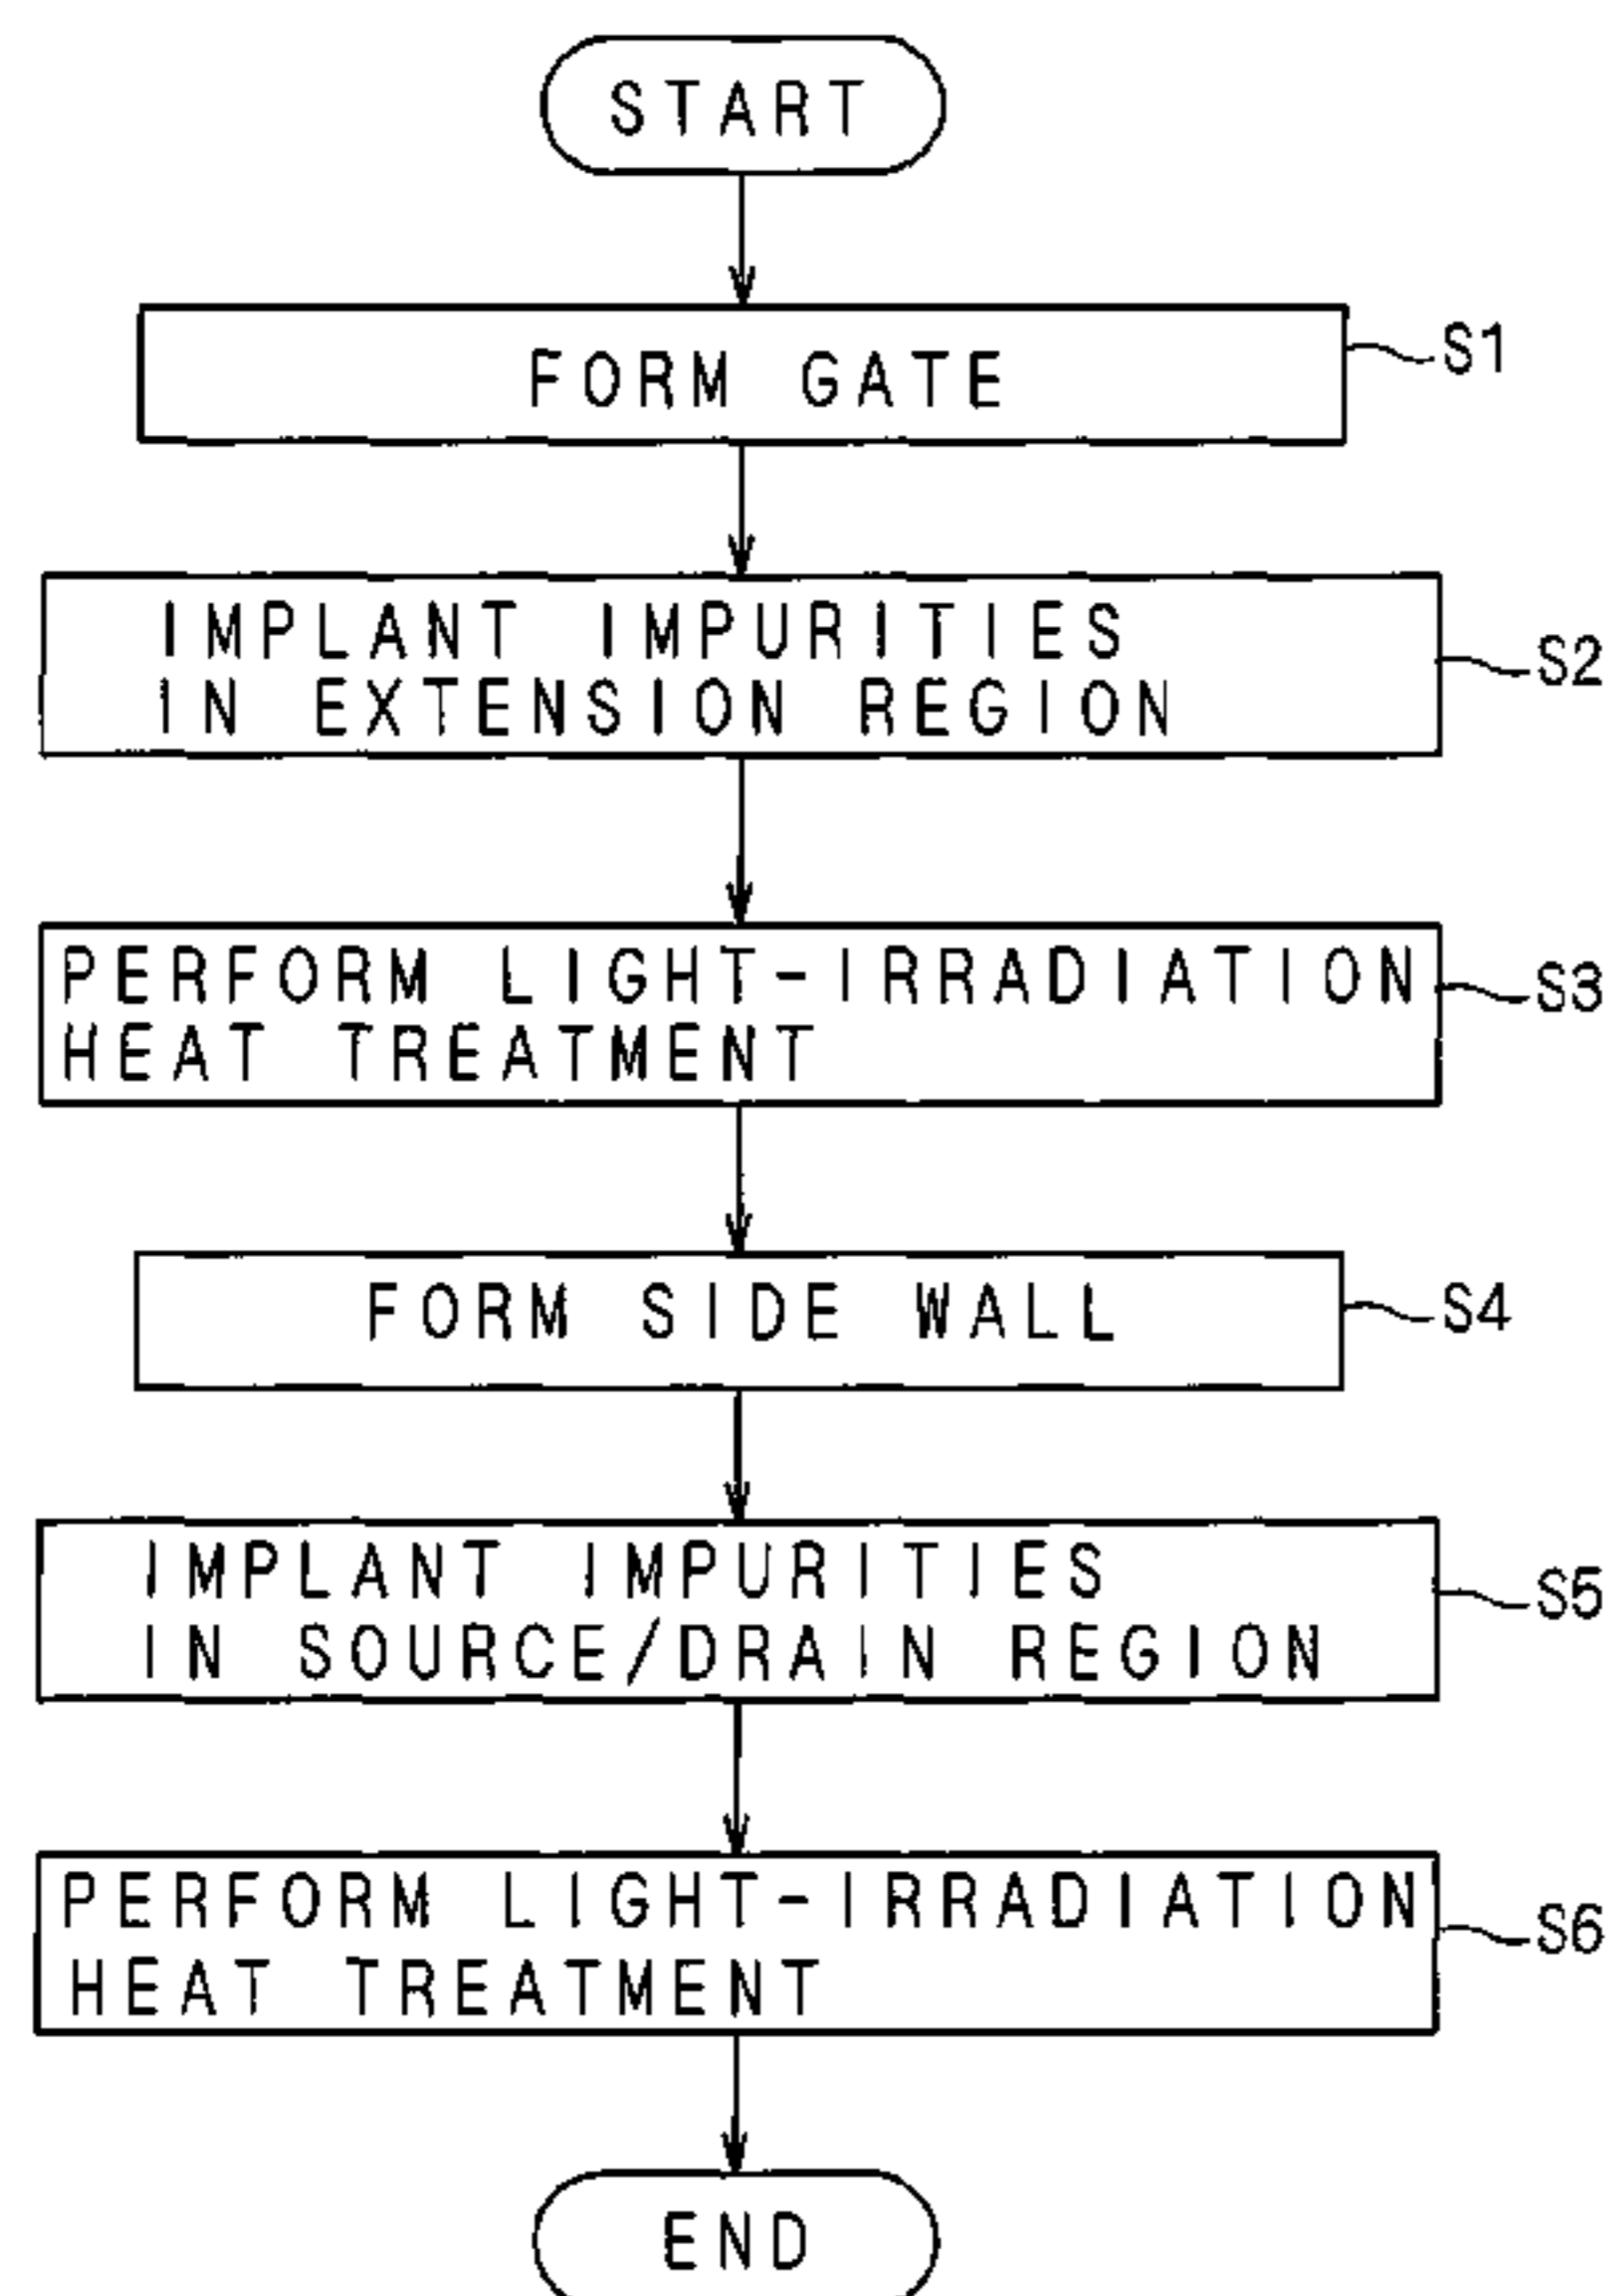 START
FORM GATE
S1
IMPLANT IMPURITIES
IN EXTENSION REGION
S2
PERFORM LIGHT-IRRADIATION
HEAT TREATMENT
S3
FORM SIDE WALL
S4
IMPLANT IMPURITIES
IN SOURCE/DRAIN REGION
S5
PERFORM LIGHT-IRRADIATION
HEAT TREATMENT
S6
END